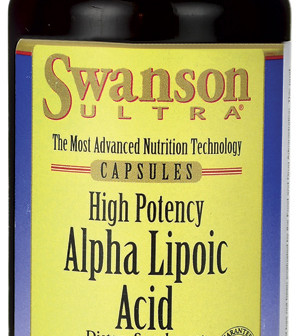 Swanson
ULTRA®
The Most Advanced Nutrition Technology
CAPSULES
High Potency
Alpha Lipoic
Acid